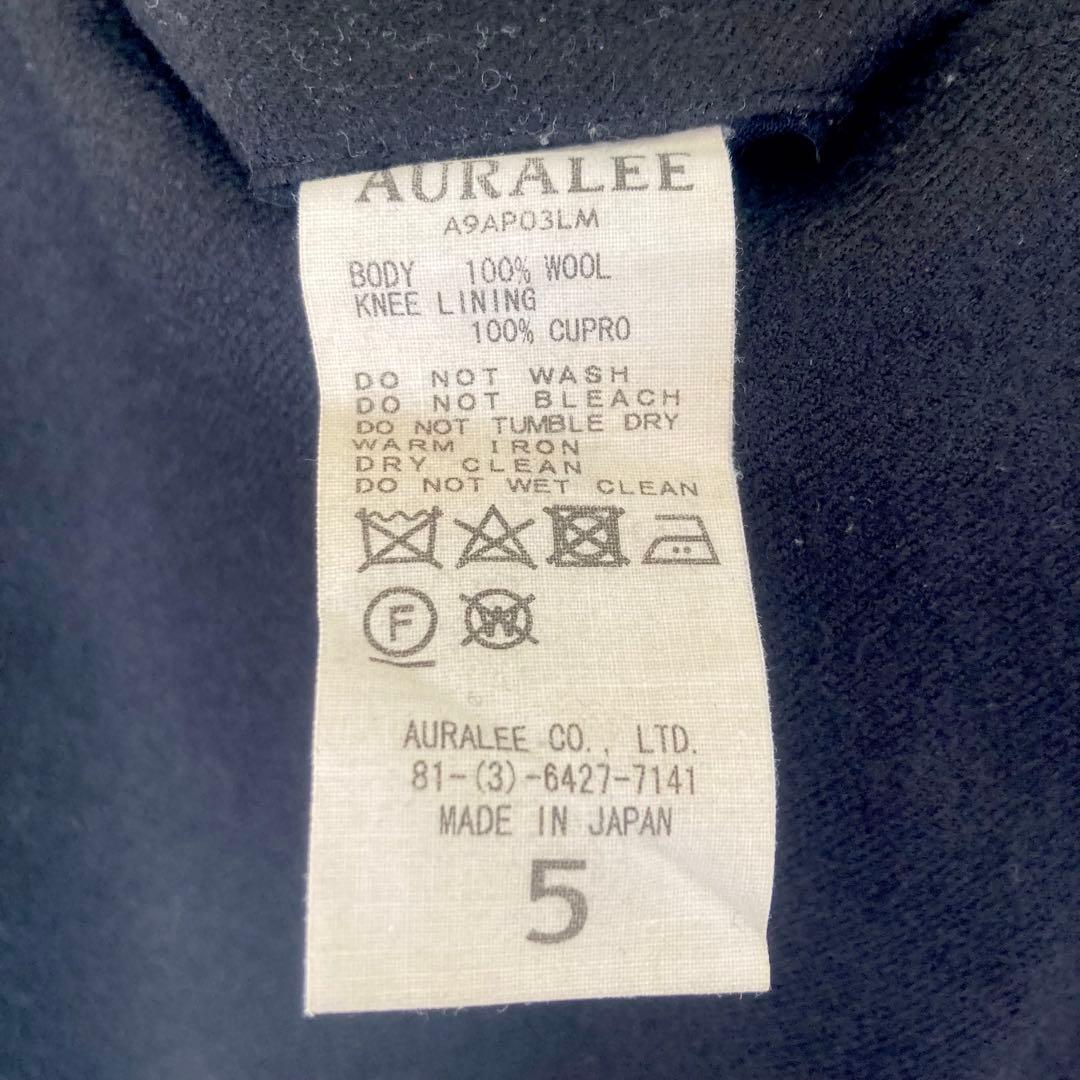 AURALEE
A9AP03LM
BODY 100% WOOL
KNEE LINING
100% CUPRO
DO NOT WASH
DO NOT BLEACH
DO NOT TUMBLE DRY
WARM IRON
DRY CLEAN
DO NOT WET CLEAN
F W
AURALEE CO., LTD.
81-(3)-6427-7141
MADE IN JAPAN
5